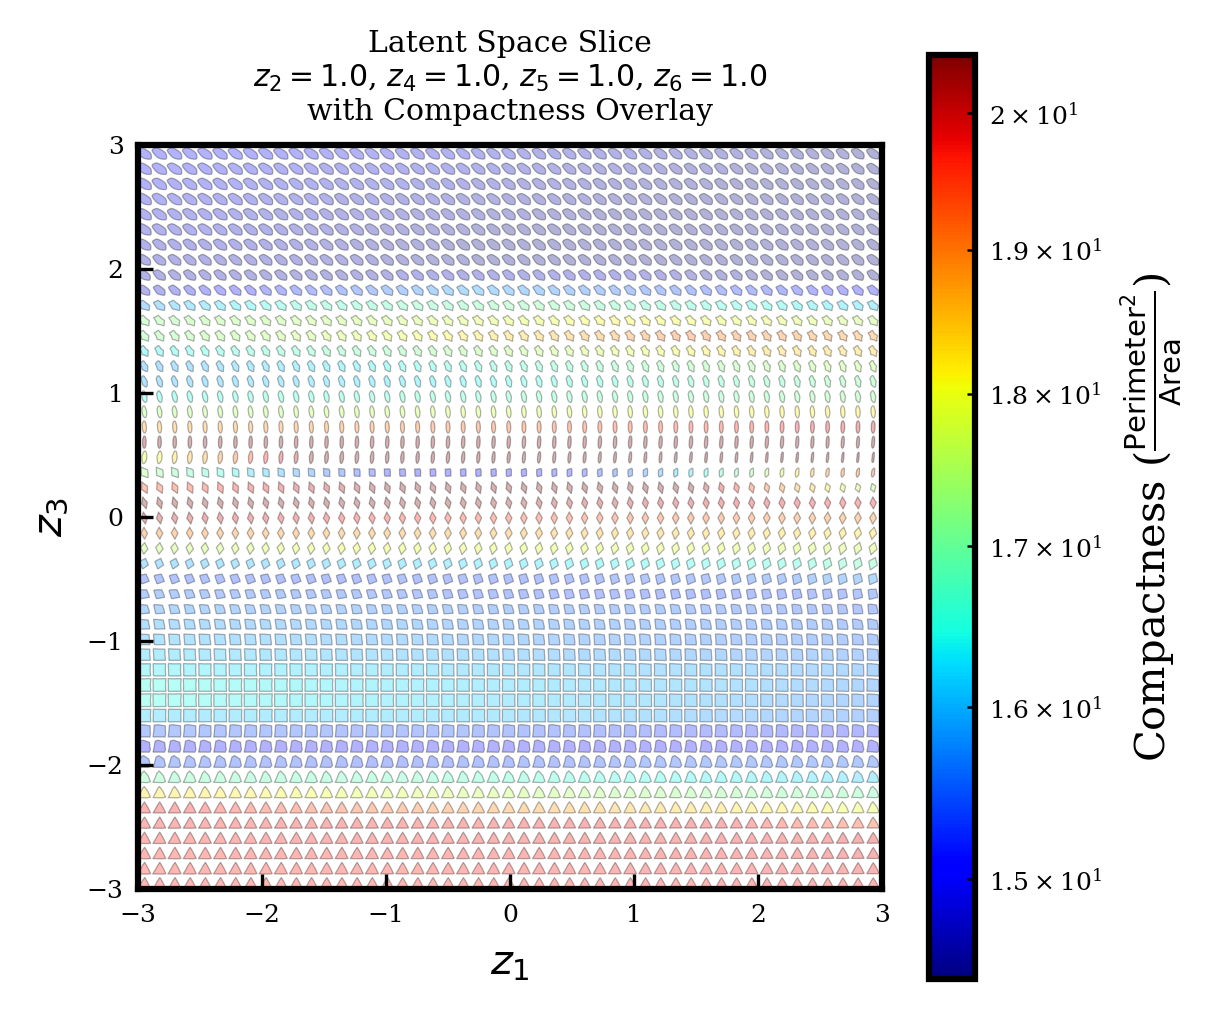 Latent Space Slice
z₂ = 1.0, z₄ = 1.0, z₅ = 1.0, z₆ = 1.0
with Compactness Overlay
3
2
1
0
−1
−2
−3
z₃
−3 −2 −1 0 1 2 3
z₁
2 × 10¹
1.9 × 10¹
1.8 × 10¹
1.7 × 10¹
1.6 × 10¹
1.5 × 10¹
Compactness (Perimeter²/Area)